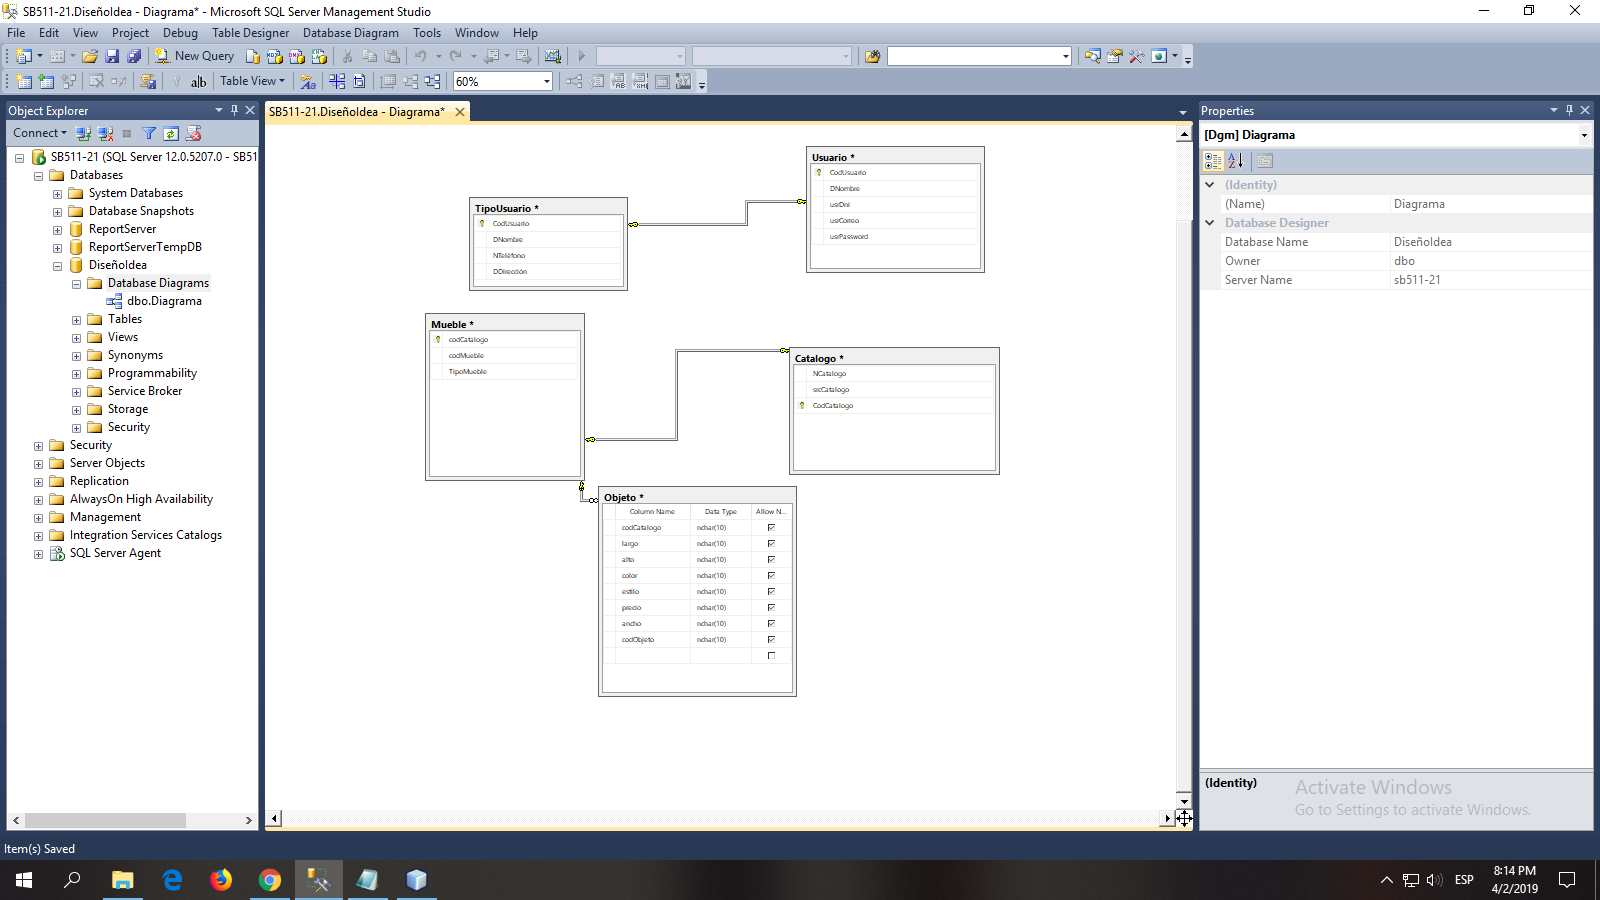 SB511-21.DiseñoIdea - Diagrama* - Microsoft SQL Server Management Studio
File Edit View Project Debug Table Designer Database Diagram Tools Window Help
New Query
Table View
60%
Object Explorer
Connect
SB511-21 (SQL Server 12.0.5207.0 - SB51
Databases
System Databases
Database Snapshots
ReportServer
ReportServerTempDB
DiseñoIdea
Database Diagrams
dbo.Diagrama
Tables
Views
Synonyms
Programmability
Service Broker
Storage
Security
Security
Server Objects
Replication
AlwaysOn High Availability
Management
Integration Services Catalogs
SQL Server Agent
SB511-21.DiseñoIdea - Diagrama*
TipoUsuario *
CodUsuario
DNombre
NTeléfono
DDirección
Usuario *
CodUsuario
DNombre
usrDni
usrCorreo
usrPassword
Mueble *
codCatalogo
codMueble
TipoMueble
Catalogo *
NCatalogo
srcCatalogo
CodCatalogo
Objeto *
Column Name Data Type Allow N...
codCatalogo nchar(10)
largo nchar(10)
alto nchar(10)
color nchar(10)
estilo nchar(10)
precio nchar(10)
ancho nchar(10)
codObjeto nchar(10)
Properties
[Dgm] Diagrama
(Identity)
(Name) Diagrama
Database Designer
Database Name DiseñoIdea
Owner dbo
Server Name sb511-21
(Identity)
Activate Windows
Go to Settings to activate Windows.
Item(s) Saved
ESP
8:14 PM
4/2/2019